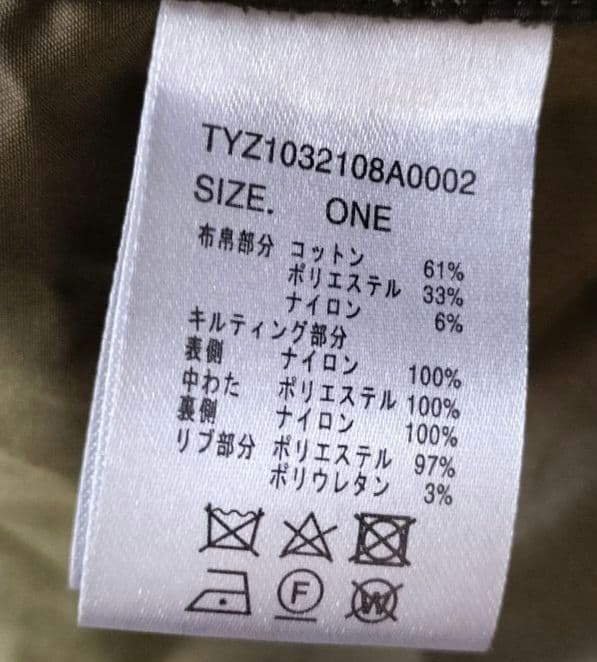 TYZ1032108A0002
SIZE. ONE
布帛部分 コットン 61%
ポリエステル 33%
ナイロン 6%
キルティング部分
表側 ナイロン 100%
中わた ポリエステル 100%
裏側 ナイロン 100%
リブ部分 ポリエステル 97%
ポリウレタン 3%
F W